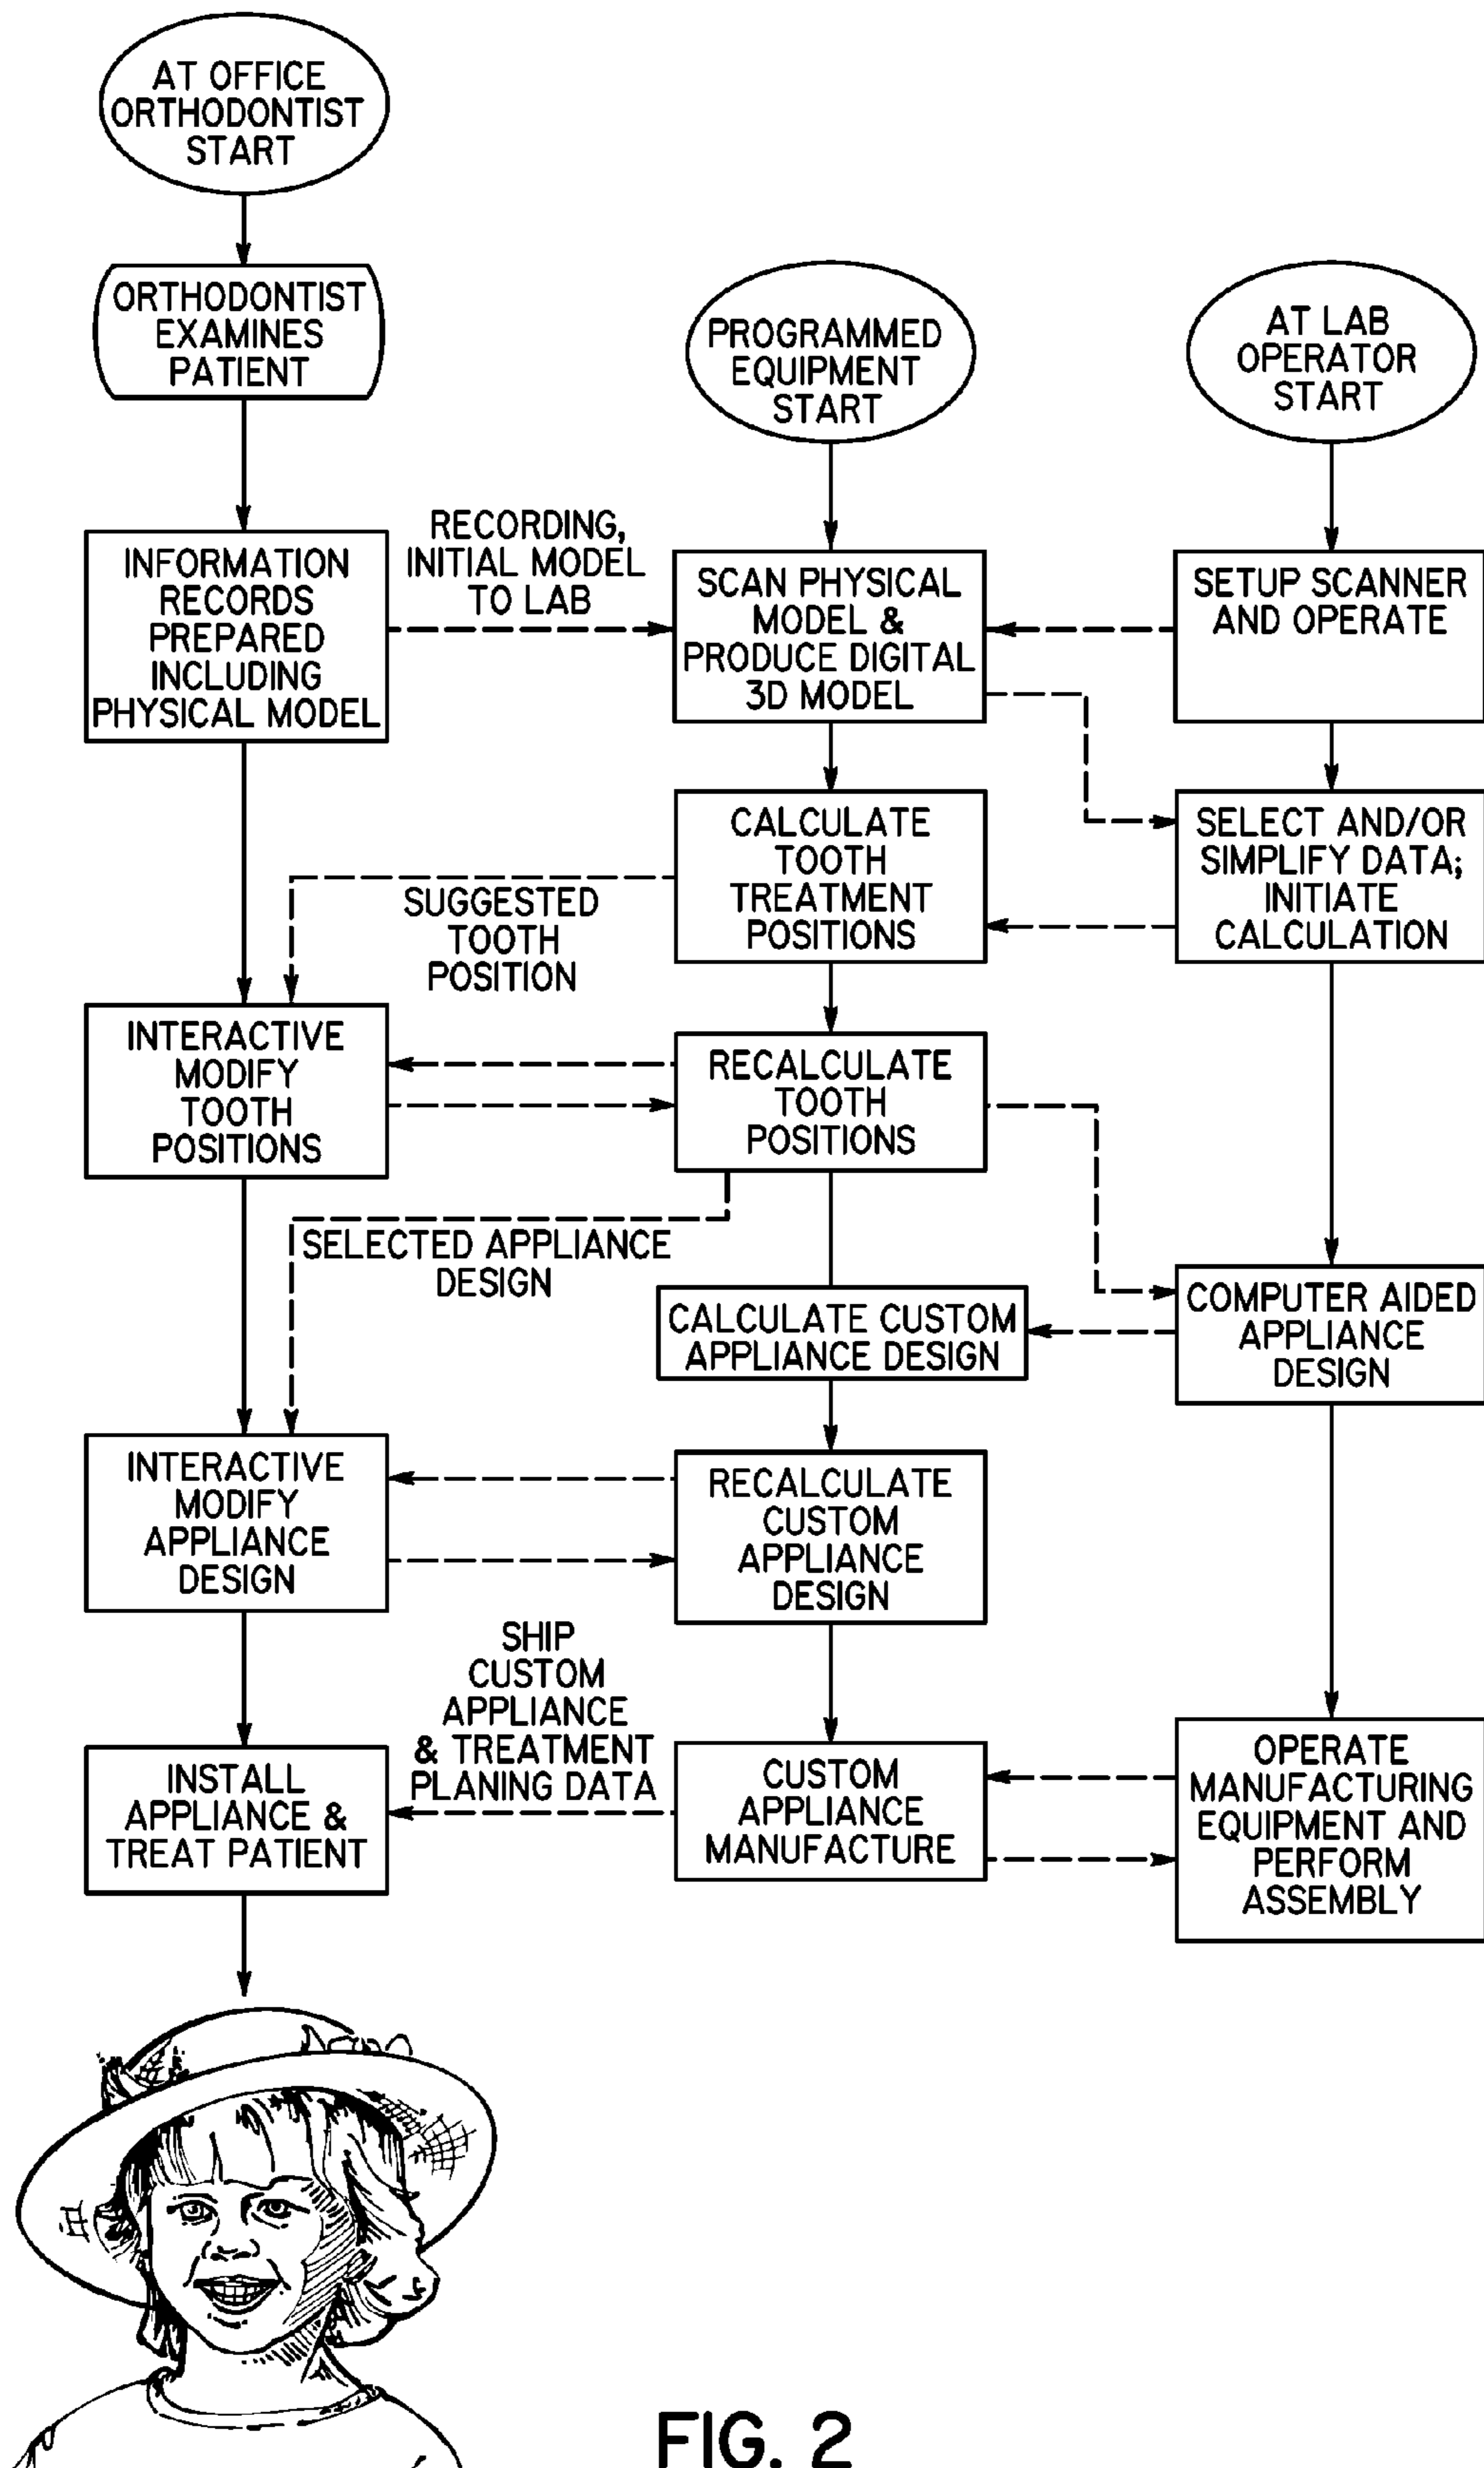 AT OFFICE
ORTHODONTIST
START
ORTHODONTIST
EXAMINES
PATIENT
PROGRAMMED
EQUIPMENT
START
AT LAB
OPERATOR
START
INFORMATION
RECORDS
PREPARED
INCLUDING
PHYSICAL MODEL
RECORDING,
INITIAL MODEL
TO LAB
SCAN PHYSICAL
MODEL &
PRODUCE DIGITAL
3D MODEL
SETUP SCANNER
AND OPERATE
CALCULATE
TOOTH
TREATMENT
POSITIONS
SELECT AND/OR
SIMPLIFY DATA;
INITIATE
CALCULATION
SUGGESTED
TOOTH
POSITION
INTERACTIVE
MODIFY
TOOTH
POSITIONS
RECALCULATE
TOOTH
POSITIONS
SELECTED APPLIANCE
DESIGN
CALCULATE CUSTOM
APPLIANCE DESIGN
COMPUTER AIDED
APPLIANCE
DESIGN
INTERACTIVE
MODIFY
APPLIANCE
DESIGN
RECALCULATE
CUSTOM
APPLIANCE
DESIGN
SHIP
CUSTOM
APPLIANCE
& TREATMENT
PLANING DATA
INSTALL
APPLIANCE &
TREAT PATIENT
CUSTOM
APPLIANCE
MANUFACTURE
OPERATE
MANUFACTURING
EQUIPMENT AND
PERFORM
ASSEMBLY
FIG. 2